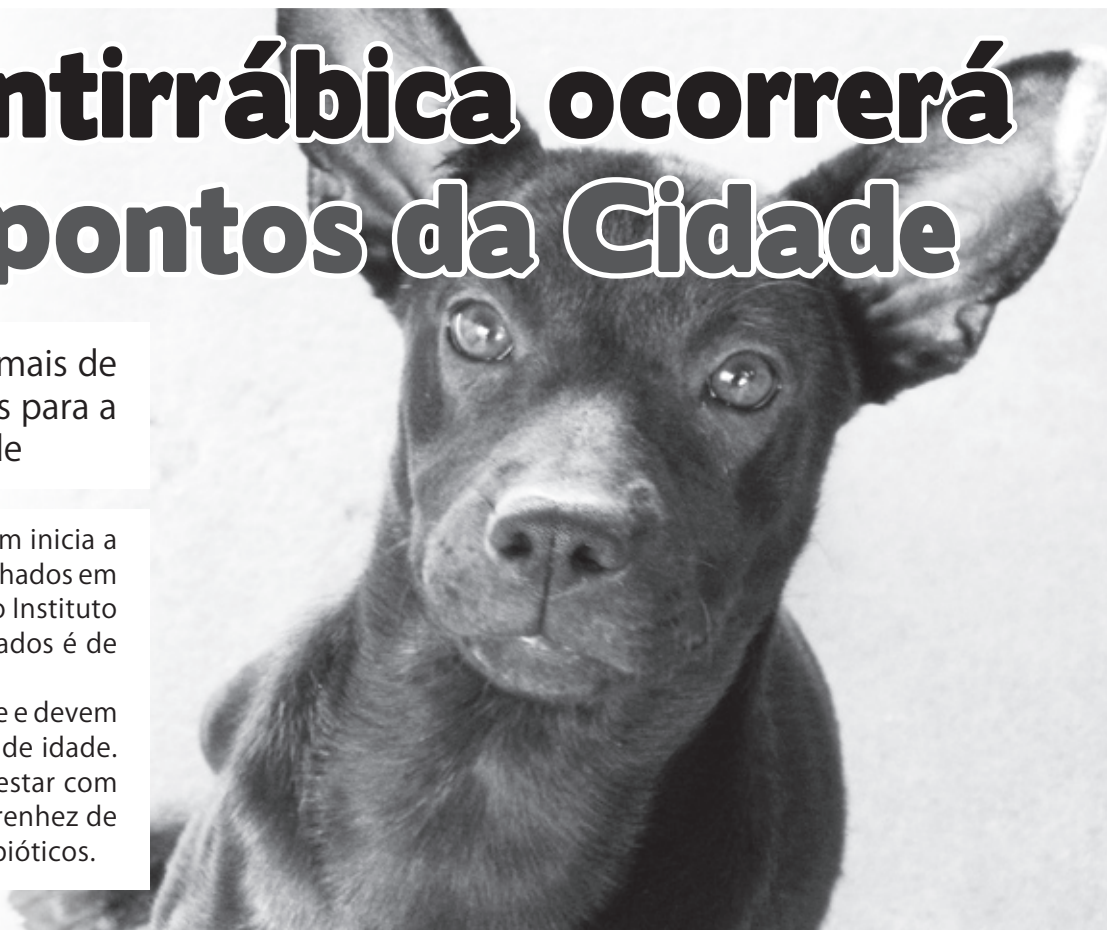 ntirrábica ocorrerá
pontos da Cidade
mais de
s para a
de
m inicia a
hados em
o Instituto
ados é de
e e devem
de idade.
estar com
renhez de
bióticos.